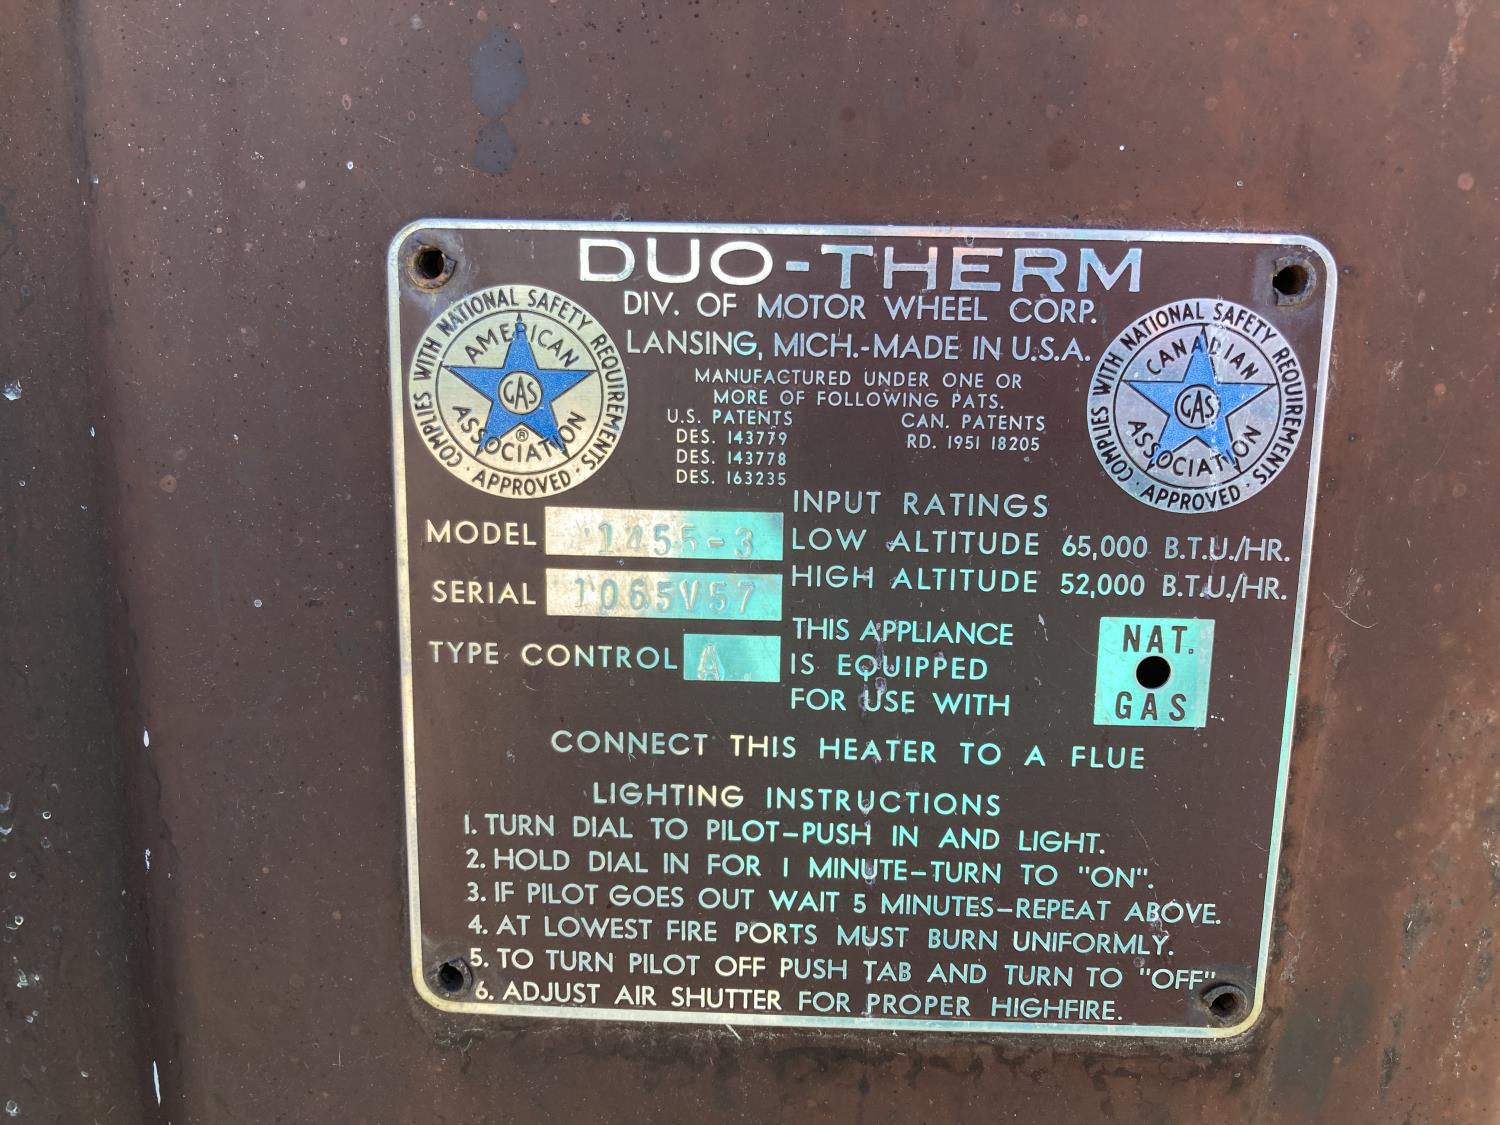 DUO-THERM
DIV. OF MOTOR WHEEL CORP.
LANSING, MICH.-MADE IN U.S.A.
MANUFACTURED UNDER ONE OR
MORE OF FOLLOWING PATS.
U.S. PATENTS CAN. PATENTS
DES. 143779 RD. 1951 18205
DES. 143778
DES. 163235
COMPLIES WITH NATIONAL SAFETY REQUIREMENTS
· APPROVED ·
AMERICAN
GAS
®
ASSOCIATION
COMPLIES WITH NATIONAL SAFETY REQUIREMENTS
· APPROVED ·
CANADIAN
GAS
ASSOCIATION
MODEL 1455-3
SERIAL 1065V57
TYPE CONTROL A
INPUT RATINGS
LOW ALTITUDE 65,000 B.T.U./HR.
HIGH ALTITUDE 52,000 B.T.U./HR.
THIS APPLIANCE
IS EQUIPPED
FOR USE WITH
NAT.
GAS
CONNECT THIS HEATER TO A FLUE
LIGHTING INSTRUCTIONS
1. TURN DIAL TO PILOT-PUSH IN AND LIGHT.
2. HOLD DIAL IN FOR 1 MINUTE-TURN TO "ON".
3. IF PILOT GOES OUT WAIT 5 MINUTES-REPEAT ABOVE.
4. AT LOWEST FIRE PORTS MUST BURN UNIFORMLY.
5. TO TURN PILOT OFF PUSH TAB AND TURN TO "OFF"
6. ADJUST AIR SHUTTER FOR PROPER HIGHFIRE.